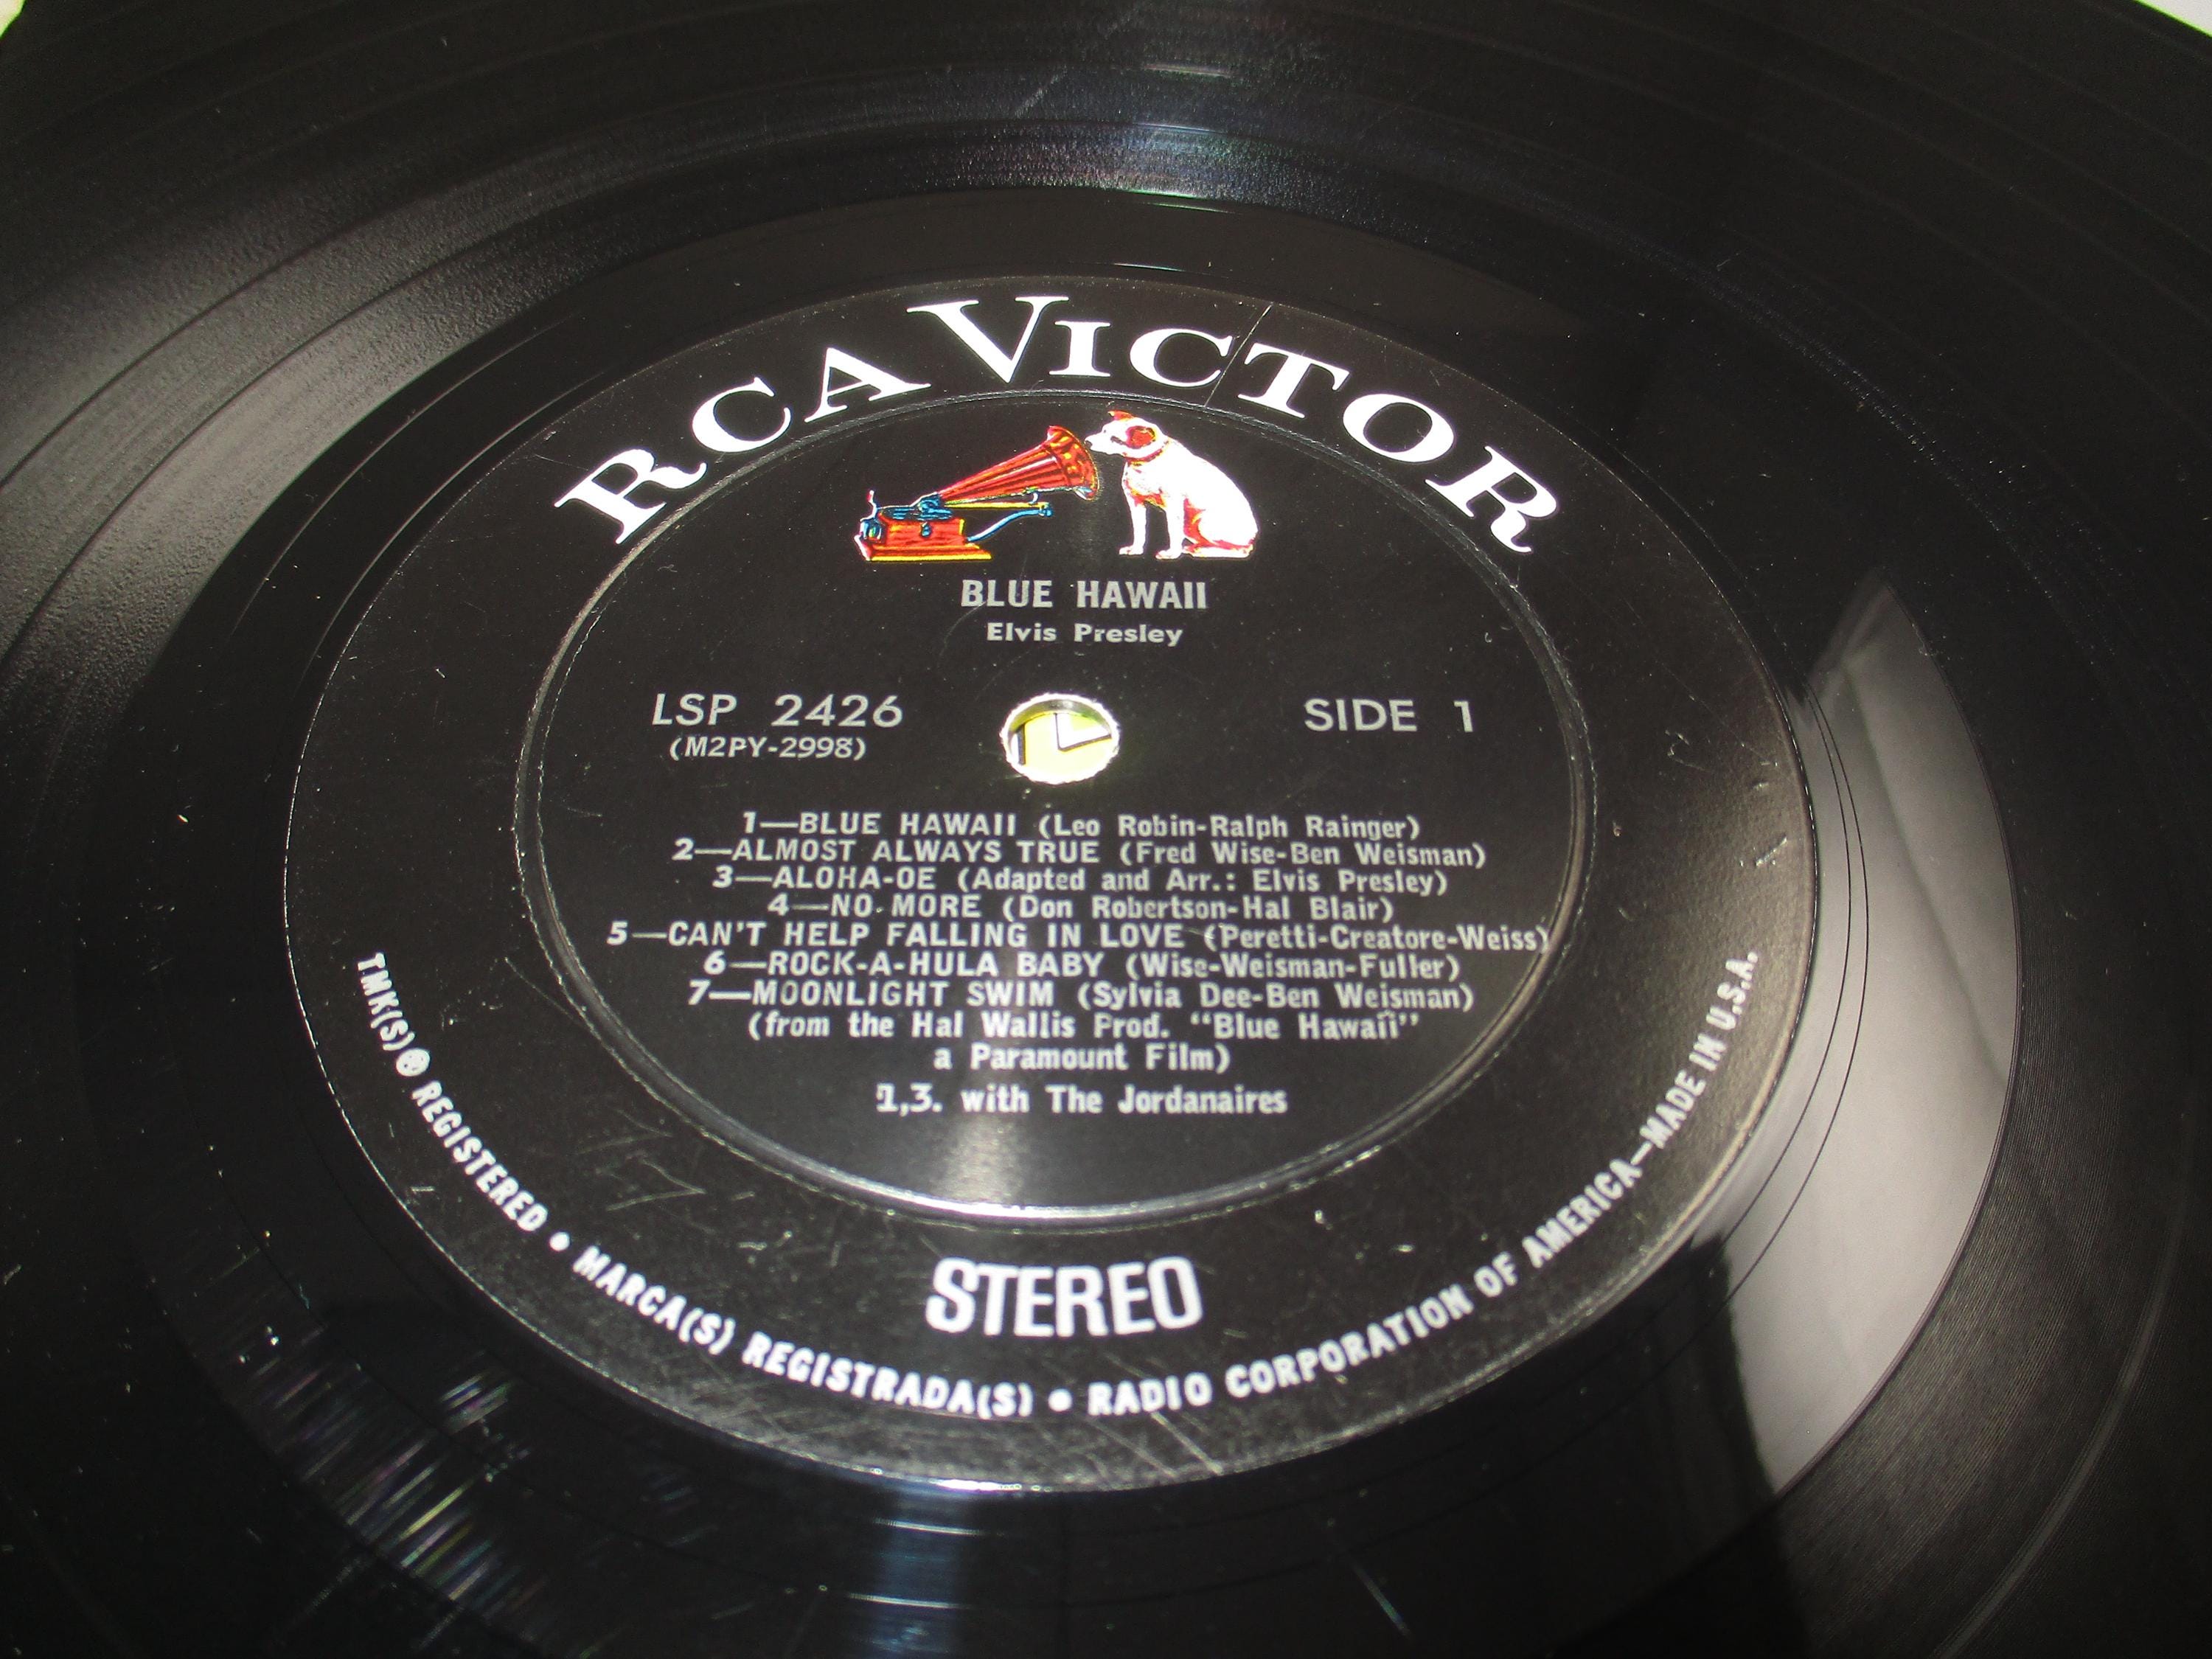 RCA VICTOR
BLUE HAWAII
Elvis Presley
LSP 2426
(M2PY-2998)
SIDE 1
1—BLUE HAWAII (Leo Robin-Ralph Rainger)
2—ALMOST ALWAYS TRUE (Fred Wise-Ben Weisman)
3—ALOHA-OE (Adapted and Arr.: Elvis Presley)
4—NO MORE (Don Robertson-Hal Blair)
5—CAN'T HELP FALLING IN LOVE (Peretti-Creatore-Weiss)
6—ROCK-A-HULA BABY (Wise-Weisman-Fuller)
7—MOONLIGHT SWIM (Sylvia Dee-Ben Weisman)
(from the Hal Wallis Prod. "Blue Hawaii"
a Paramount Film)
1,3. with The Jordanaires
STEREO
TMK(S) ® REGISTERED • MARCA(S) REGISTRADA(S) • RADIO CORPORATION OF AMERICA—MADE IN U.S.A.